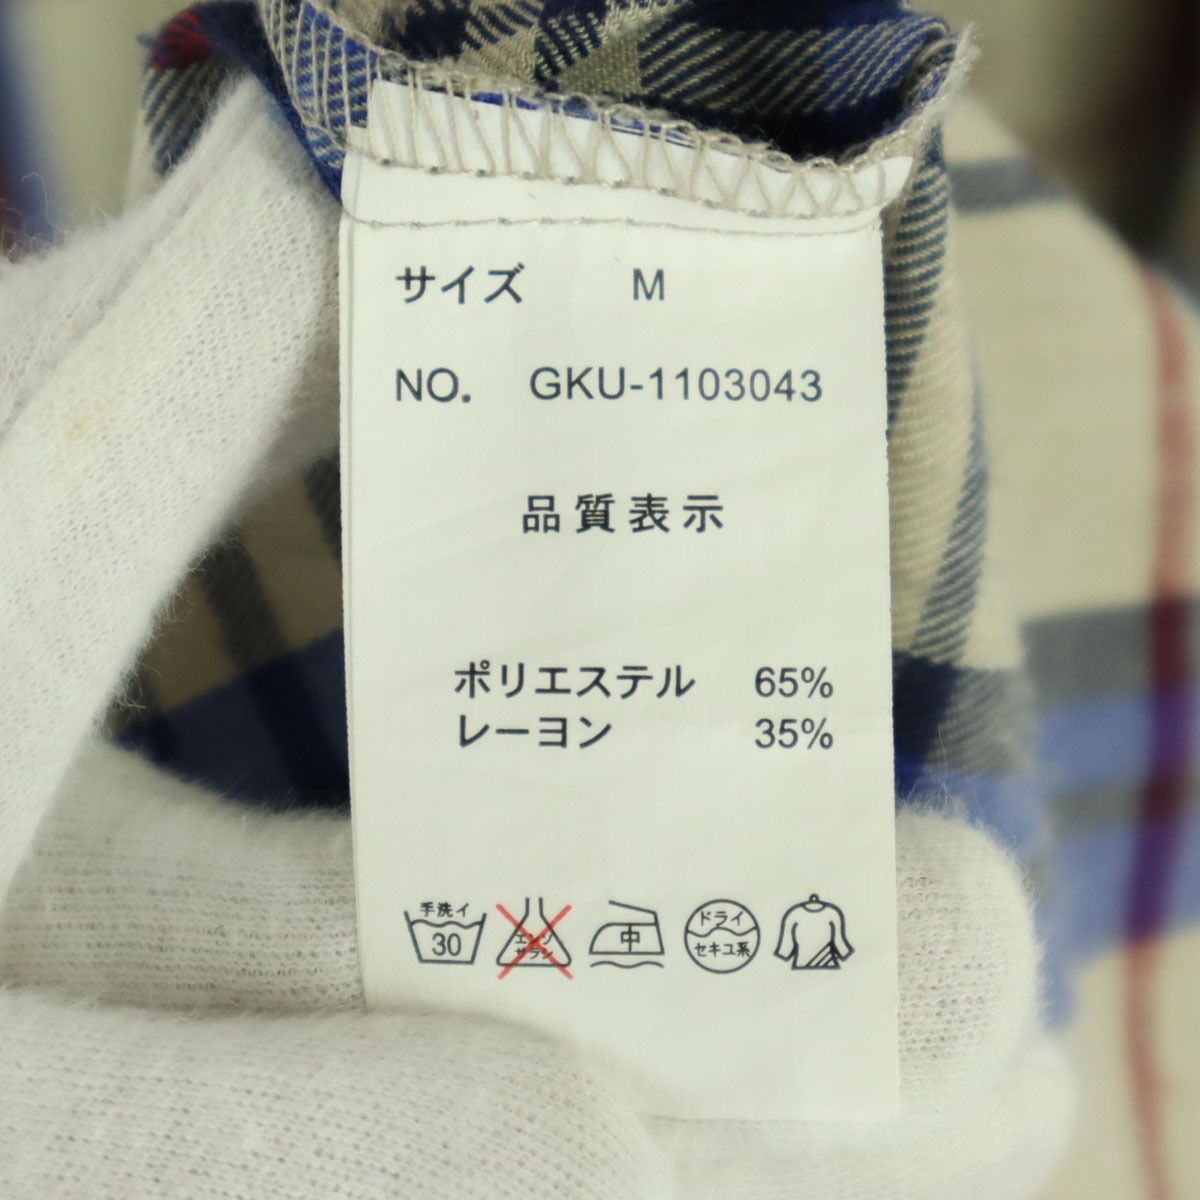 サイズ M
NO. GKU-1103043
品質表示
ポリエステル 65%
レーヨン 35%
手洗イ
30
エンソ
サラシ
中
ドライ
セキユ系